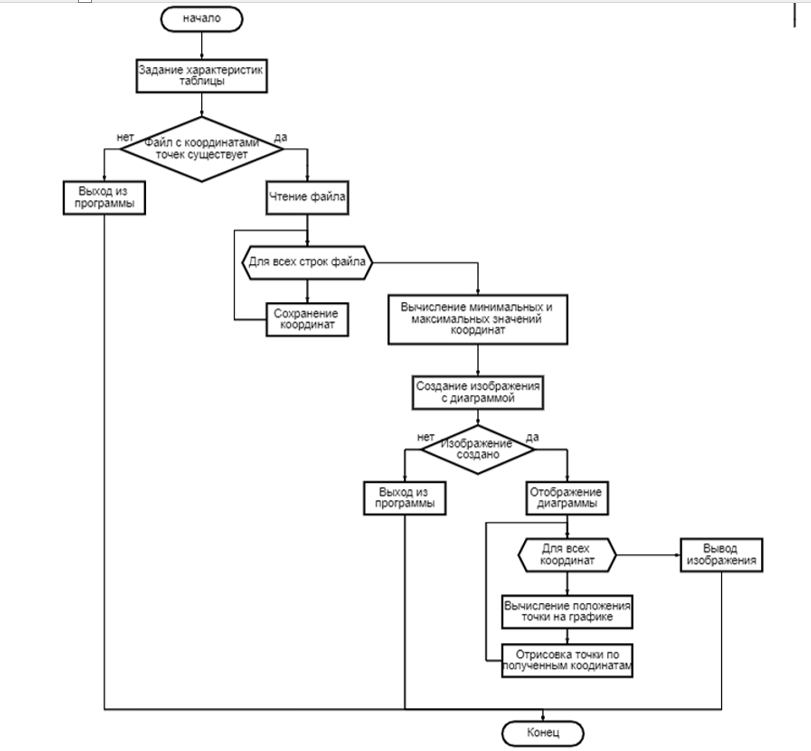 начало
Задание характеристик
таблицы
нет
Файл с координатами
точек существует
да
Выход из
программы
Чтение файла
Для всех строк файла
Сохранение
координат
Вычисление минимальных и
максимальных значений
координат
Создание изображения
с диаграммой
нет
Изображение
создано
да
Выход из
программы
Отображение
диаграммы
Для всех
координат
Вывод
изображения
Вычисление положения
точки на графике
Отрисовка точки по
полученным коодинатам
Конец